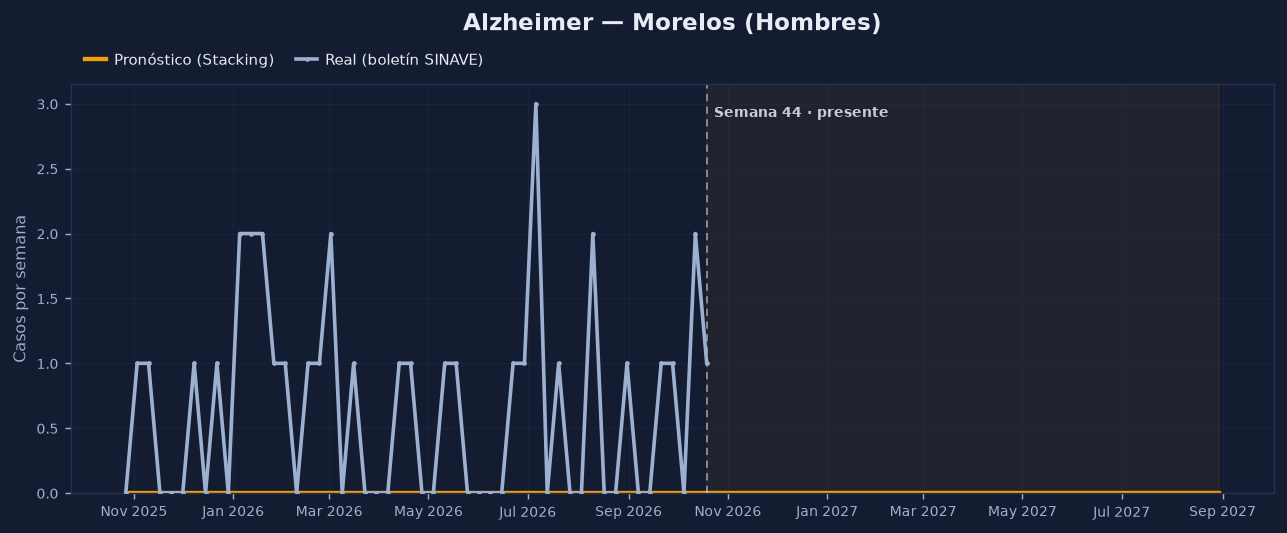 Alzheimer — Morelos (Hombres)
Pronóstico (Stacking)
Real (boletín SINAVE)
Semana 44 · presente
Casos por semana
3.0
2.5
2.0
1.5
1.0
0.5
0.0
Nov 2025
Jan 2026
Mar 2026
May 2026
Jul 2026
Sep 2026
Nov 2026
Jan 2027
Mar 2027
May 2027
Jul 2027
Sep 2027